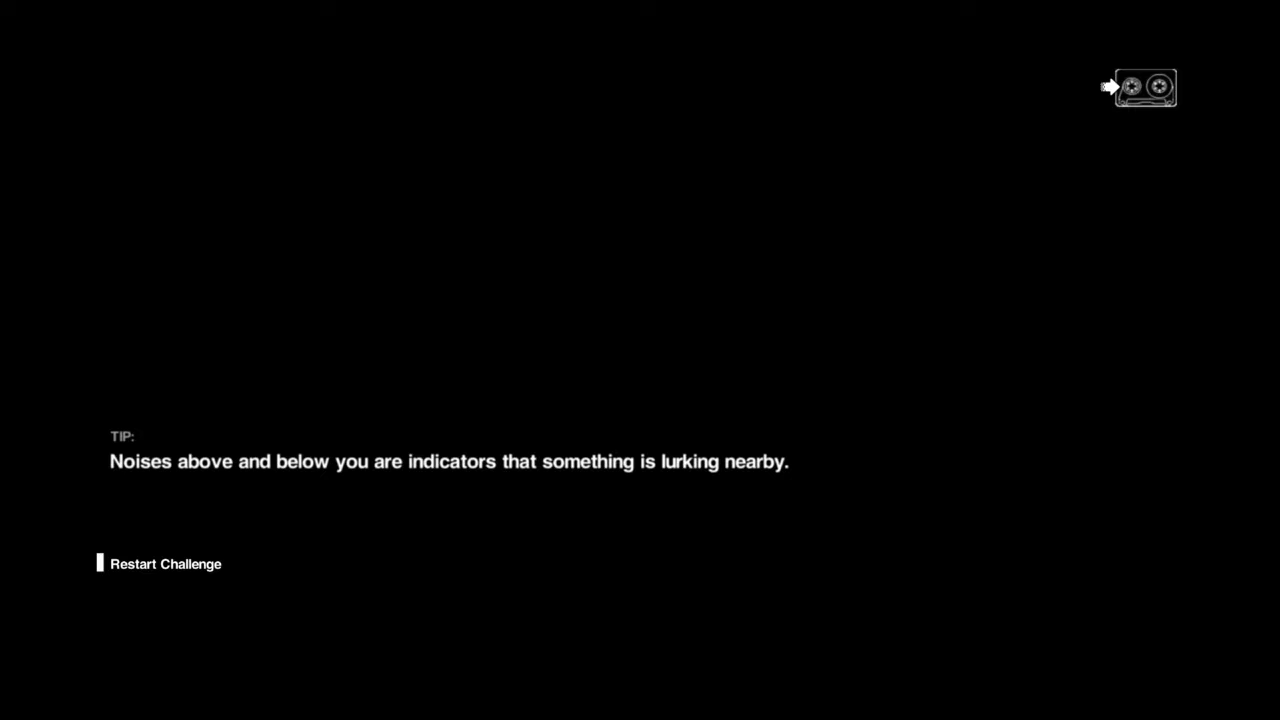 TIP:
Noises above and below you are indicators that something is lurking nearby.
Restart Challenge